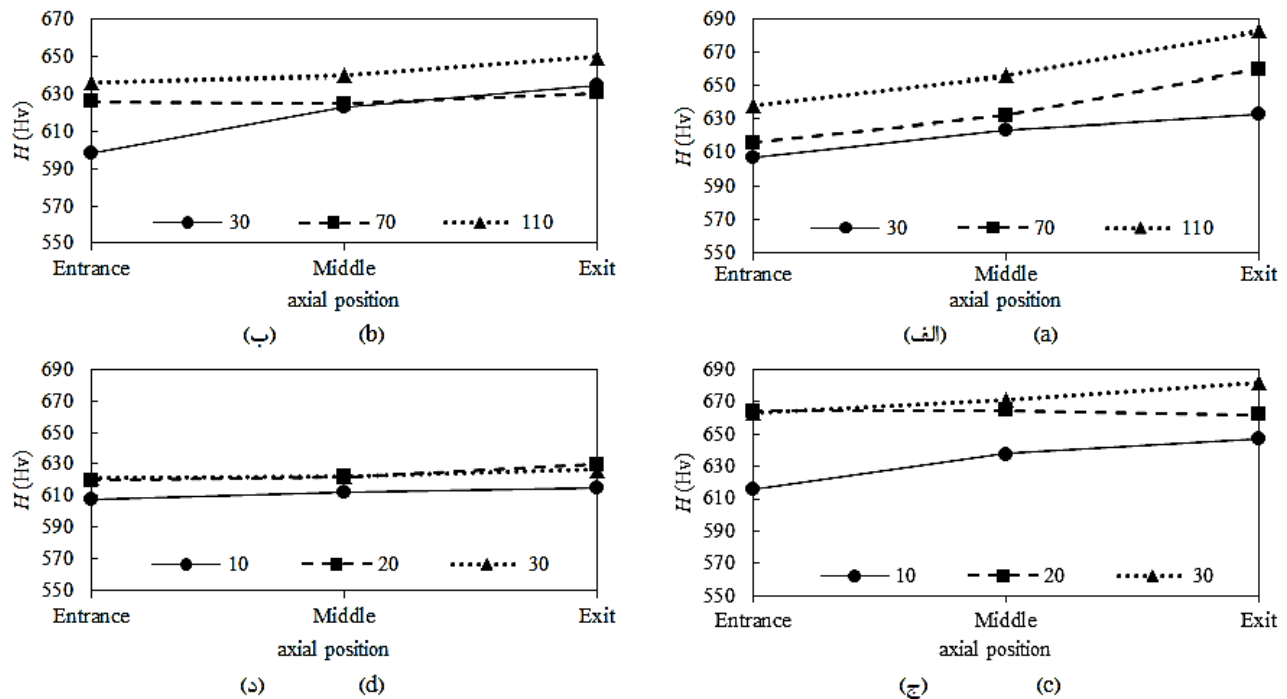 670
650
630
610
590
570
550
H (Hv)
30 70 110
Entrance Middle Exit
axial position
(ب) (b)
690
670
650
630
610
590
570
550
H (Hv)
30 70 110
Entrance Middle Exit
axial position
(الف) (a)
690
670
650
630
610
590
570
550
H (Hv)
10 20 30
Entrance Middle Exit
axial position
(د) (d)
690
670
650
630
610
590
570
550
H (Hv)
10 20 30
Entrance Middle Exit
axial position
(ج) (c)